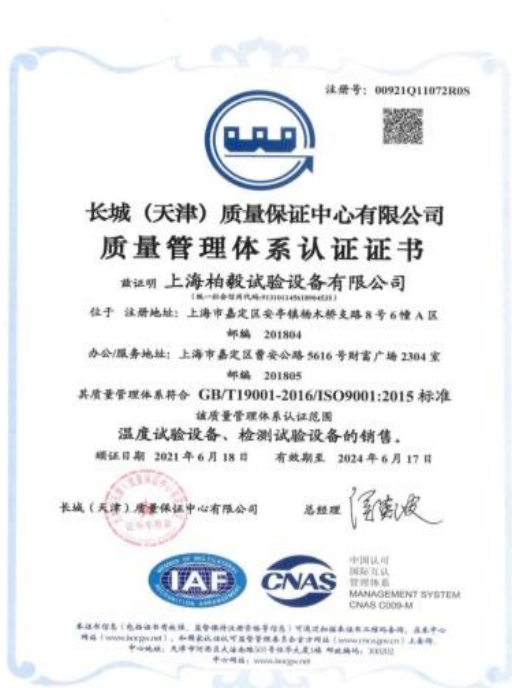 注册号：00921Q11072R0S
长城（天津）质量保证中心有限公司
质量管理体系认证证书
兹证明 上海柏毅试验设备有限公司
位于 注册地址：上海市嘉定区安亭镇杨木桥支路8号6幢A区
邮编 201804
办公/服务地址：上海市嘉定区曹安公路5616号财富广场2304室
邮编 201805
其质量管理体系符合 GB/T19001-2016/ISO9001:2015 标准
该质量管理体系认证范围
温度试验设备、检测试验设备的销售。
颁证日期 2021年6月18日 有效期至 2024年6月17日
长城（天津）质量保证中心有限公司 总经理
MEMBER OF MULTILATERAL
IAF
RECOGNITION ARRANGEMENT
CNAS
中国认可
国际互认
管理体系
MANAGEMENT SYSTEM
CNAS C009-M